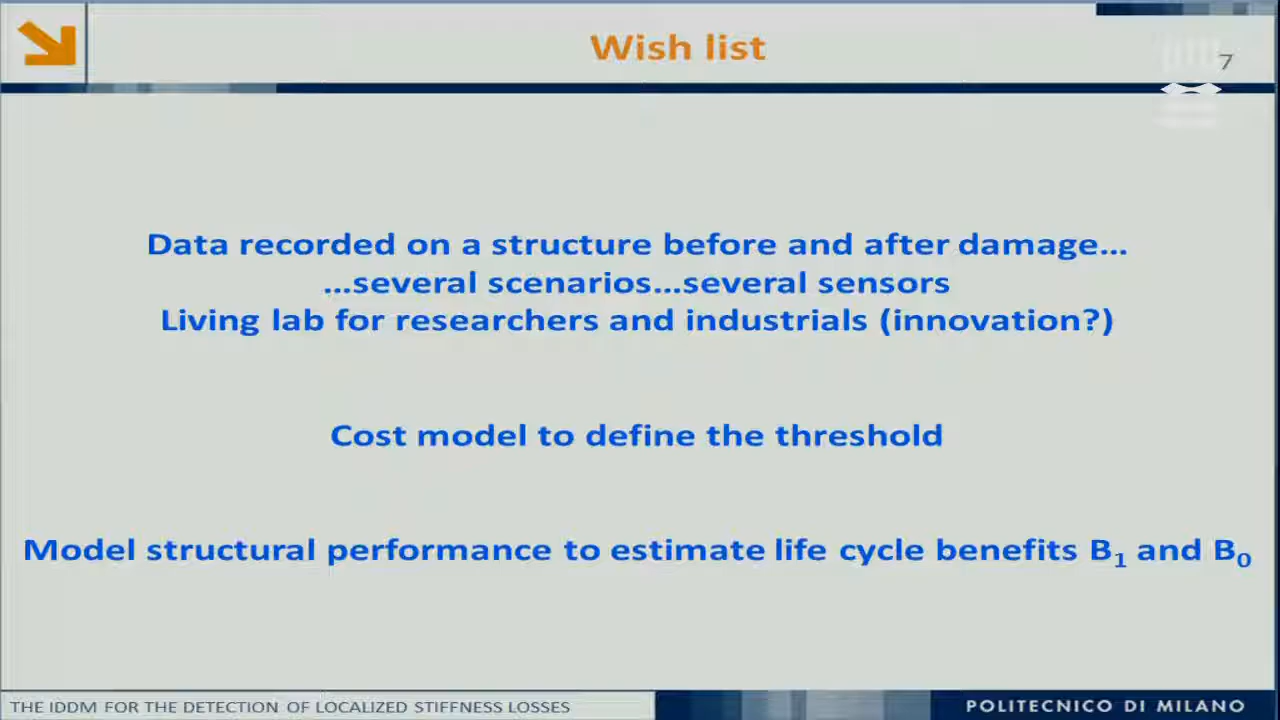 Wish list
7
Data recorded on a structure before and after damage...
...several scenarios...several sensors
Living lab for researchers and industrials (innovation?)
Cost model to define the threshold
Model structural performance to estimate life cycle benefits B₁ and B₀
THE IDDM FOR THE DETECTION OF LOCALIZED STIFFNESS LOSSES
POLITECNICO DI MILANO